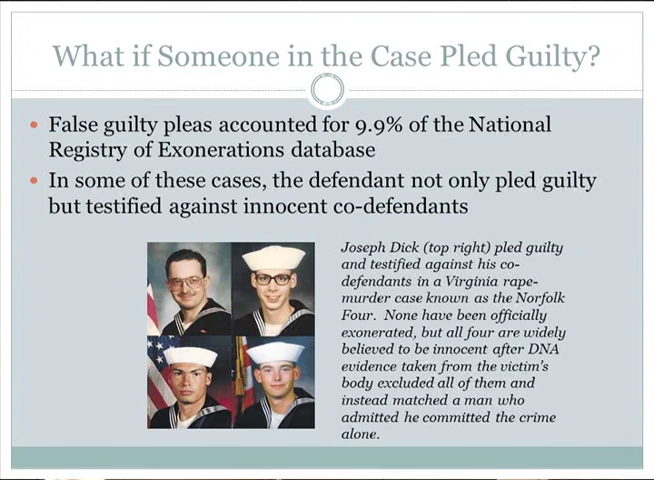 What if Someone in the Case Pled Guilty?
• False guilty pleas accounted for 9.9% of the National
Registry of Exonerations database
• In some of these cases, the defendant not only pled guilty
but testified against innocent co-defendants
Joseph Dick (top right) pled guilty
and testified against his co-
defendants in a Virginia rape-
murder case known as the Norfolk
Four. None have been officially
exonerated, but all four are widely
believed to be innocent after DNA
evidence taken from the victim's
body excluded all of them and
instead matched a man who
admitted he committed the crime
alone.